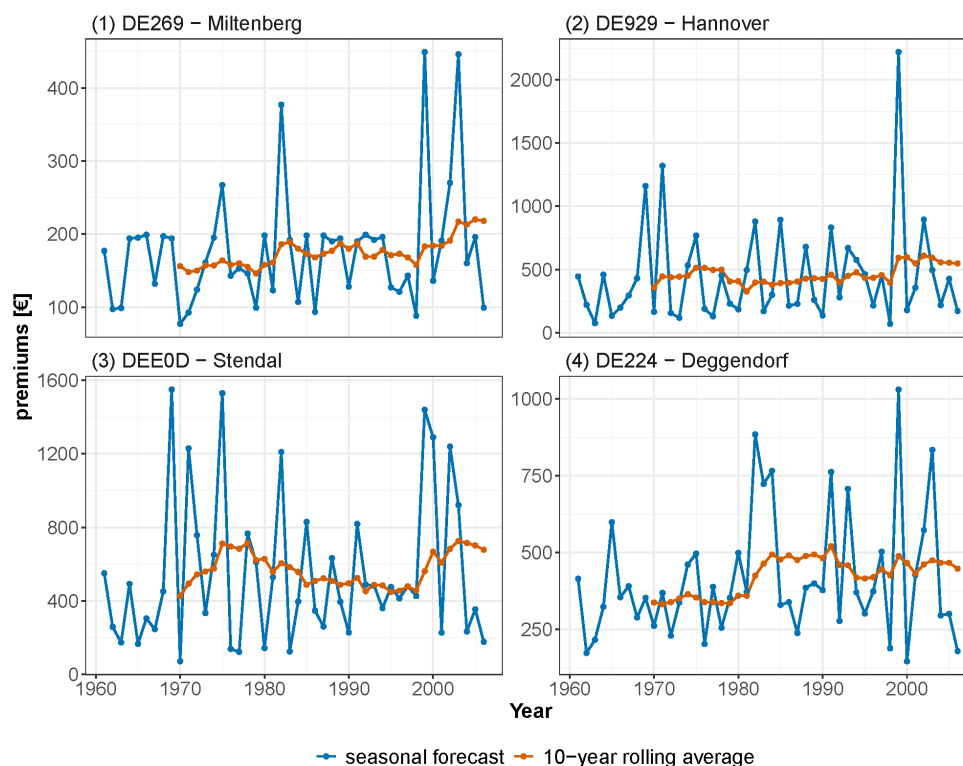 (1) DE269 − Miltenberg
(2) DE929 − Hannover
400
300
200
100
2000
1500
1000
500
0
premiums [€]
(3) DEE0D − Stendal
(4) DE224 − Deggendorf
1600
1200
800
400
0
1000
750
500
250
1960 1970 1980 1990 2000
1960 1970 1980 1990 2000
Year
seasonal forecast 10−year rolling average